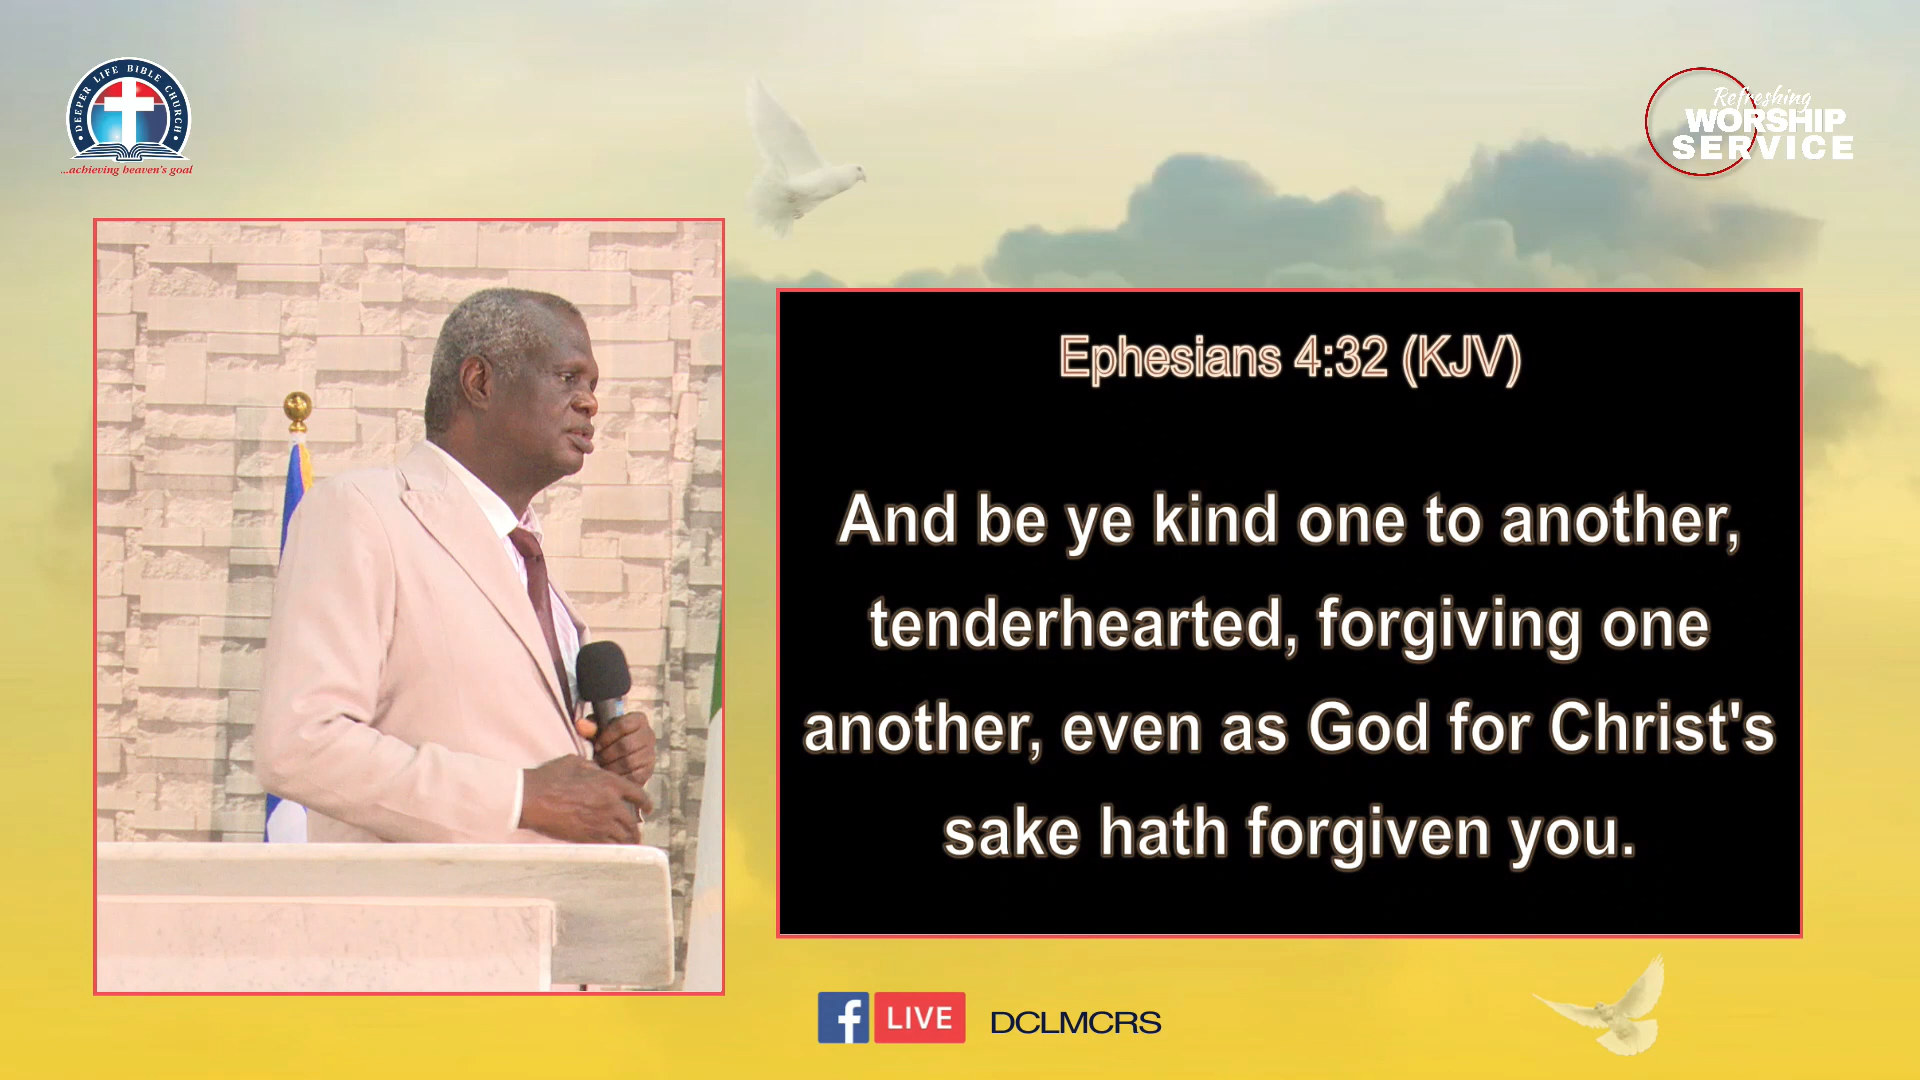 DEEPER LIFE BIBLE CHURCH
...achieving heaven's goal
Refreshing
WORSHIP
SERVICE
Ephesians 4:32 (KJV)
And be ye kind one to another,
tenderhearted, forgiving one
another, even as God for Christ's
sake hath forgiven you.
f LIVE DCLMCRS